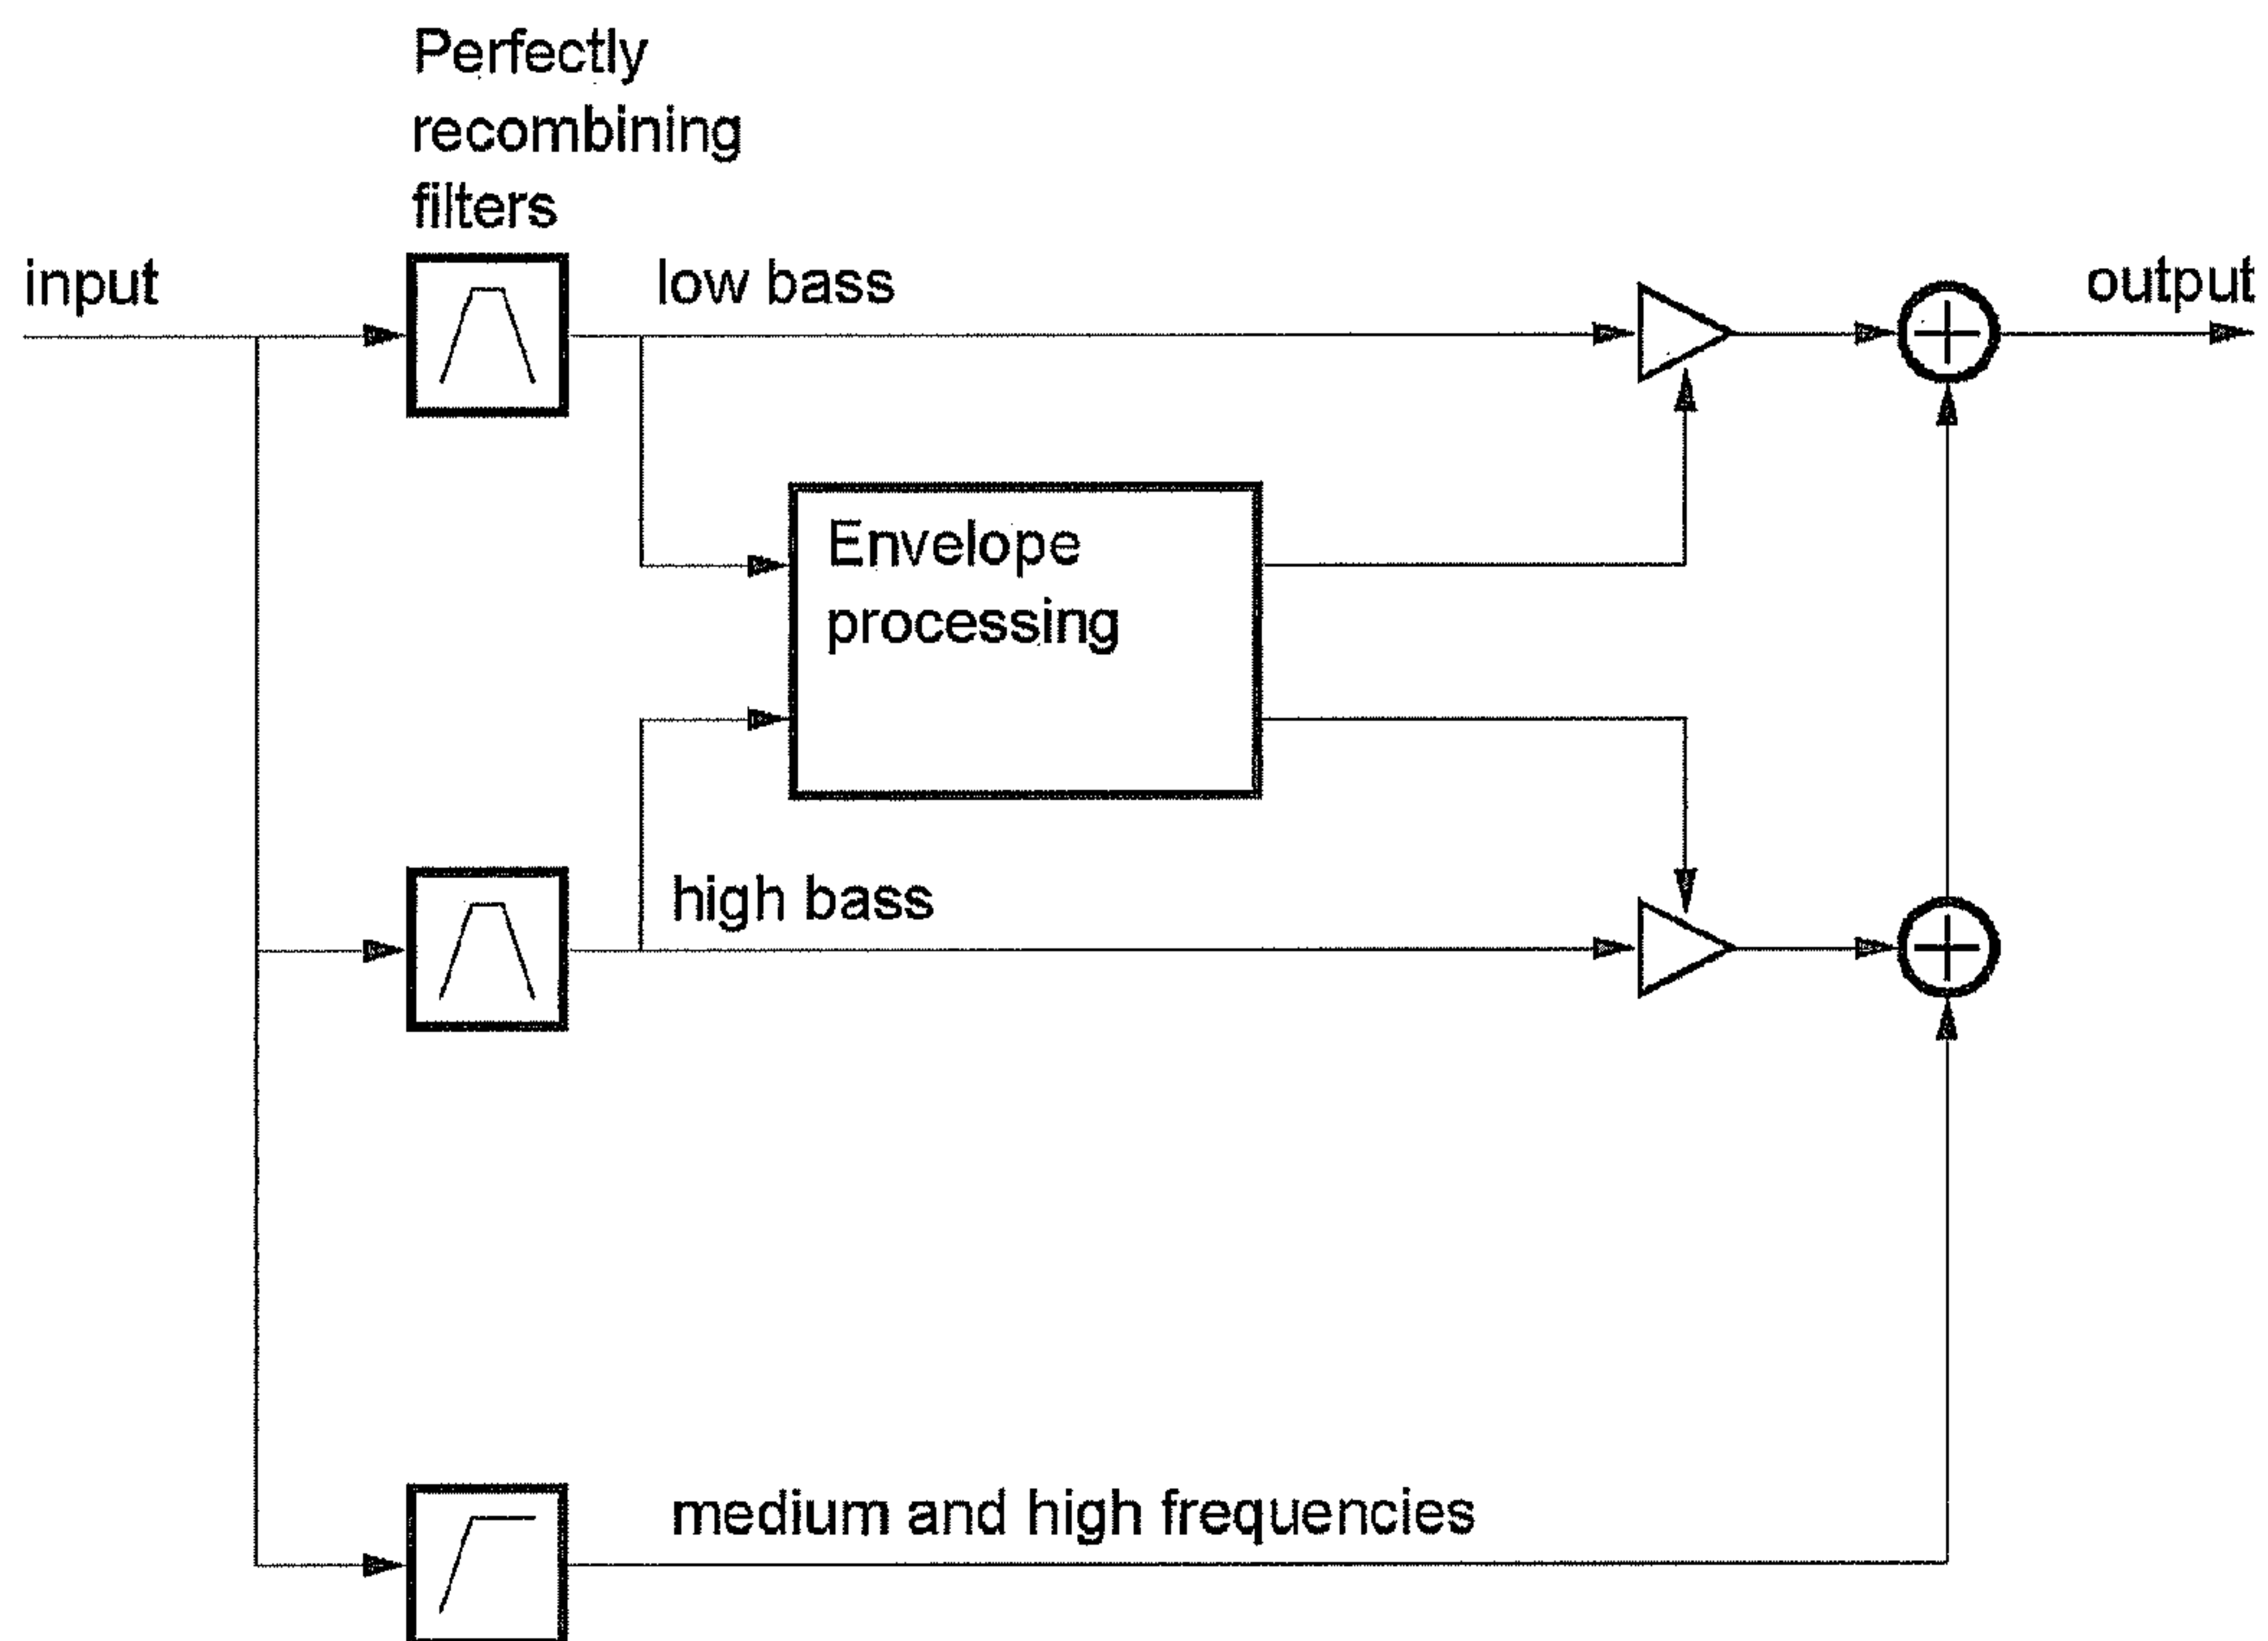 Perfectly
recombining
filters
input
low bass
output
Envelope
processing
high bass
medium and high frequencies